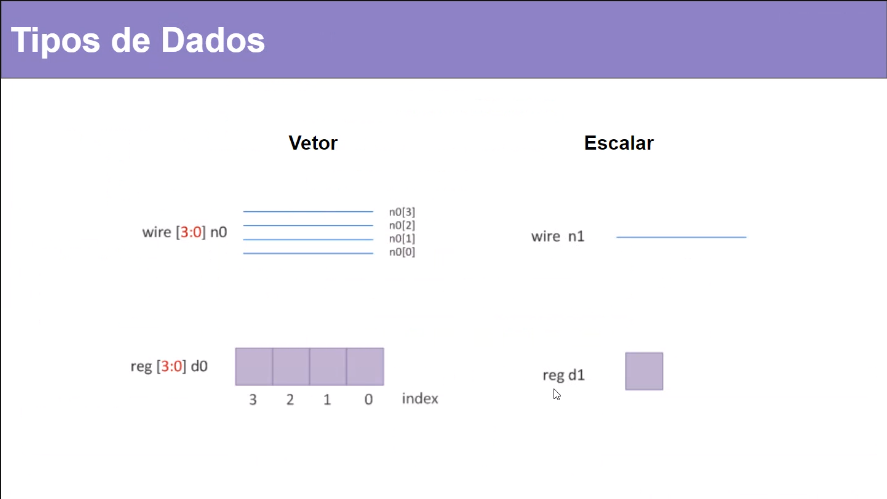 Tipos de Dados
Vetor
Escalar
wire [3:0] n0
n0[3]
n0[2]
n0[1]
n0[0]
wire n1
reg [3:0] d0
3 2 1 0 index
reg d1